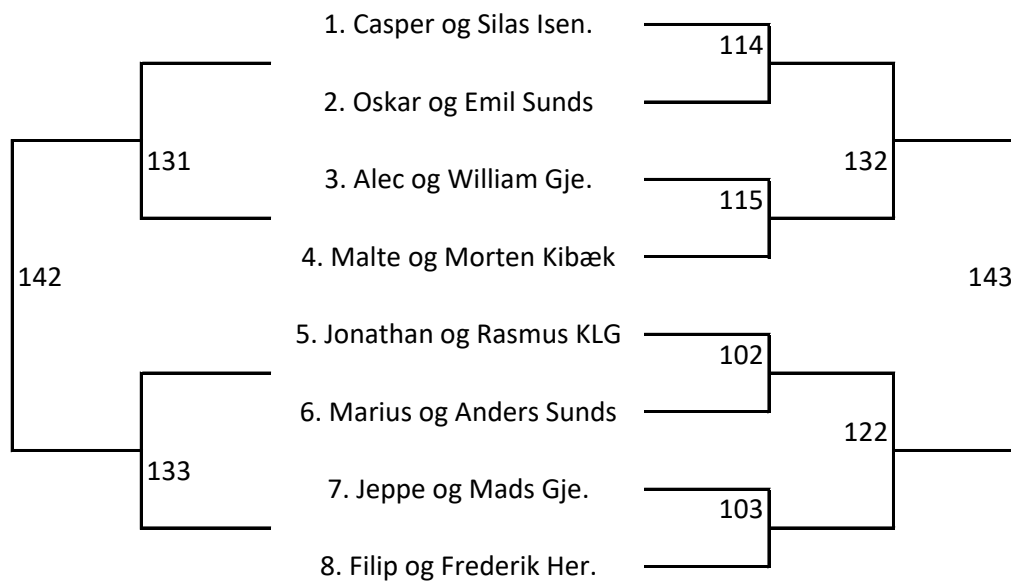 1. Casper og Silas Isen.
114
2. Oskar og Emil Sunds
131
3. Alec og William Gje.
132
115
4. Malte og Morten Kibæk
142
143
5. Jonathan og Rasmus KLG
102
6. Marius og Anders Sunds
122
133
7. Jeppe og Mads Gje.
103
8. Filip og Frederik Her.